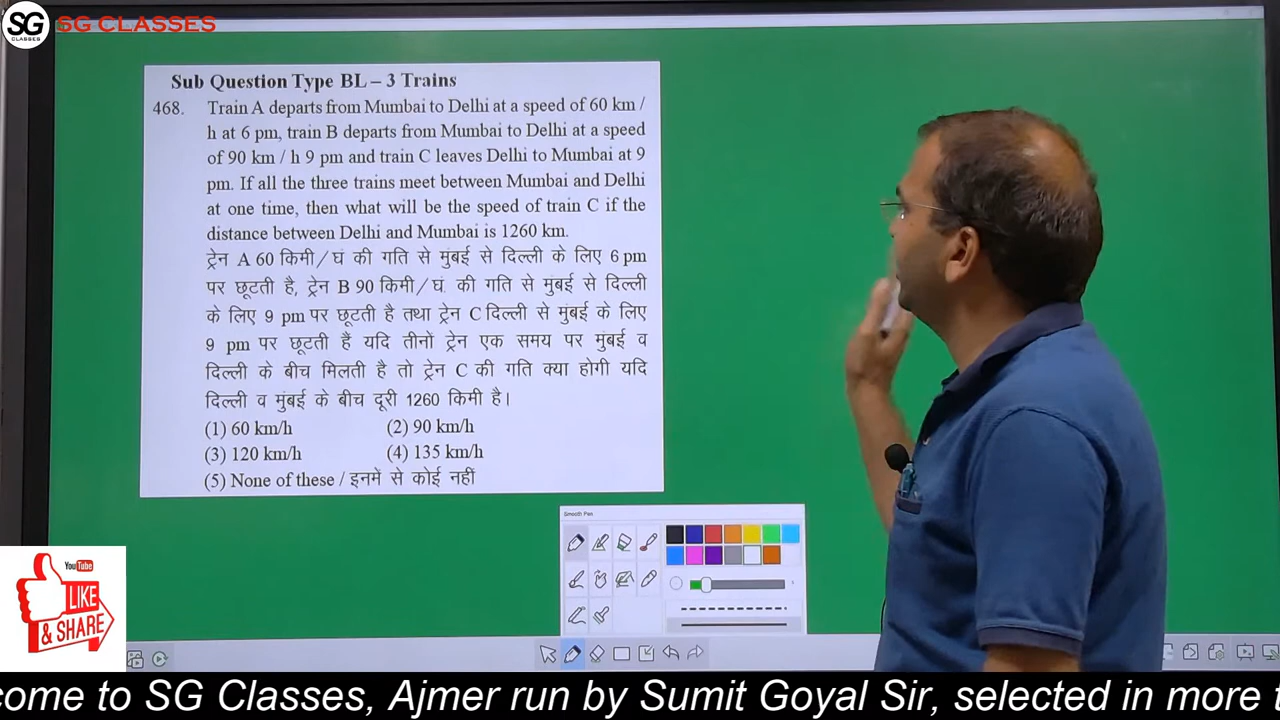 SG
CLASSES
SG CLASSES
Sub Question Type BL – 3 Trains
468. Train A departs from Mumbai to Delhi at a speed of 60 km /
h at 6 pm, train B departs from Mumbai to Delhi at a speed
of 90 km / h 9 pm and train C leaves Delhi to Mumbai at 9
pm. If all the three trains meet between Mumbai and Delhi
at one time, then what will be the speed of train C if the
distance between Delhi and Mumbai is 1260 km.
ट्रेन A 60 किमी/घं की गति से मुंबई से दिल्ली के लिए 6 pm
पर छूटती है, ट्रेन B 90 किमी/घं की गति से मुंबई से दिल्ली
के लिए 9 pm पर छूटती है तथा ट्रेन C दिल्ली से मुंबई के लिए
9 pm पर छूटती है यदि तीनों ट्रेन एक समय पर मुंबई व
दिल्ली के बीच मिलती है तो ट्रेन C की गति क्या होगी यदि
दिल्ली व मुंबई के बीच दूरी 1260 किमी है।
(1) 60 km/h (2) 90 km/h
(3) 120 km/h (4) 135 km/h
(5) None of these / इनमें से कोई नहीं
Smooth Pen
YouTube
LIKE
& SHARE
come to SG Classes, Ajmer run by Sumit Goyal Sir, selected in more t